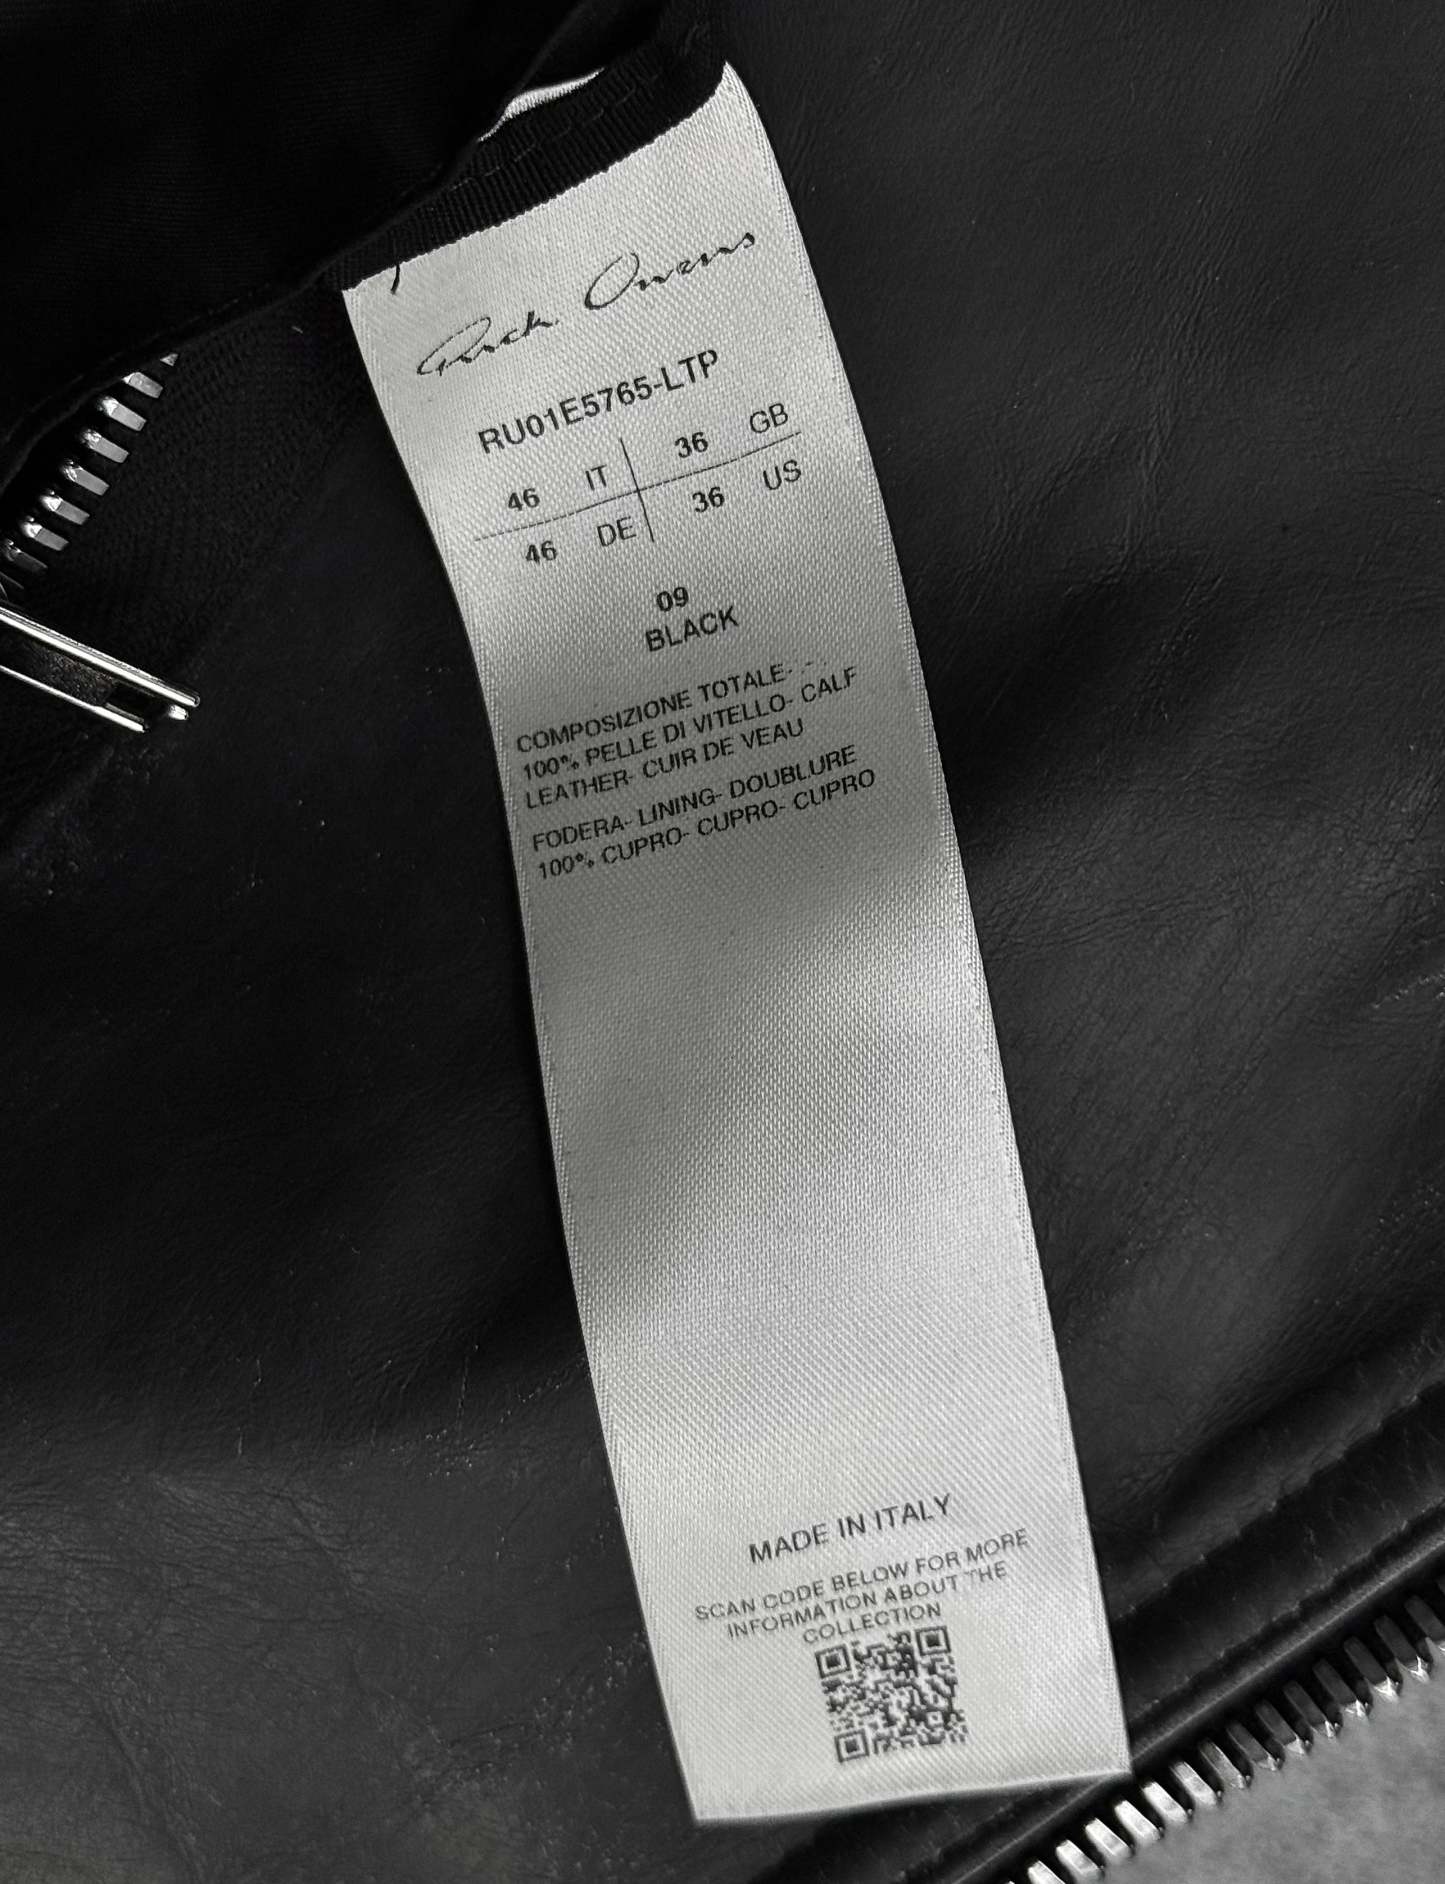 Rick Owens
RU01E5765-LTP
46 IT 36 GB
46 DE 36 US
09
BLACK
COMPOSIZIONE TOTALE- - -
100% PELLE DI VITELLO- CALF
LEATHER- CUIR DE VEAU
FODERA- LINING- DOUBLURE
100% CUPRO- CUPRO- CUPRO
MADE IN ITALY
SCAN CODE BELOW FOR MORE
INFORMATION ABOUT THE
COLLECTION